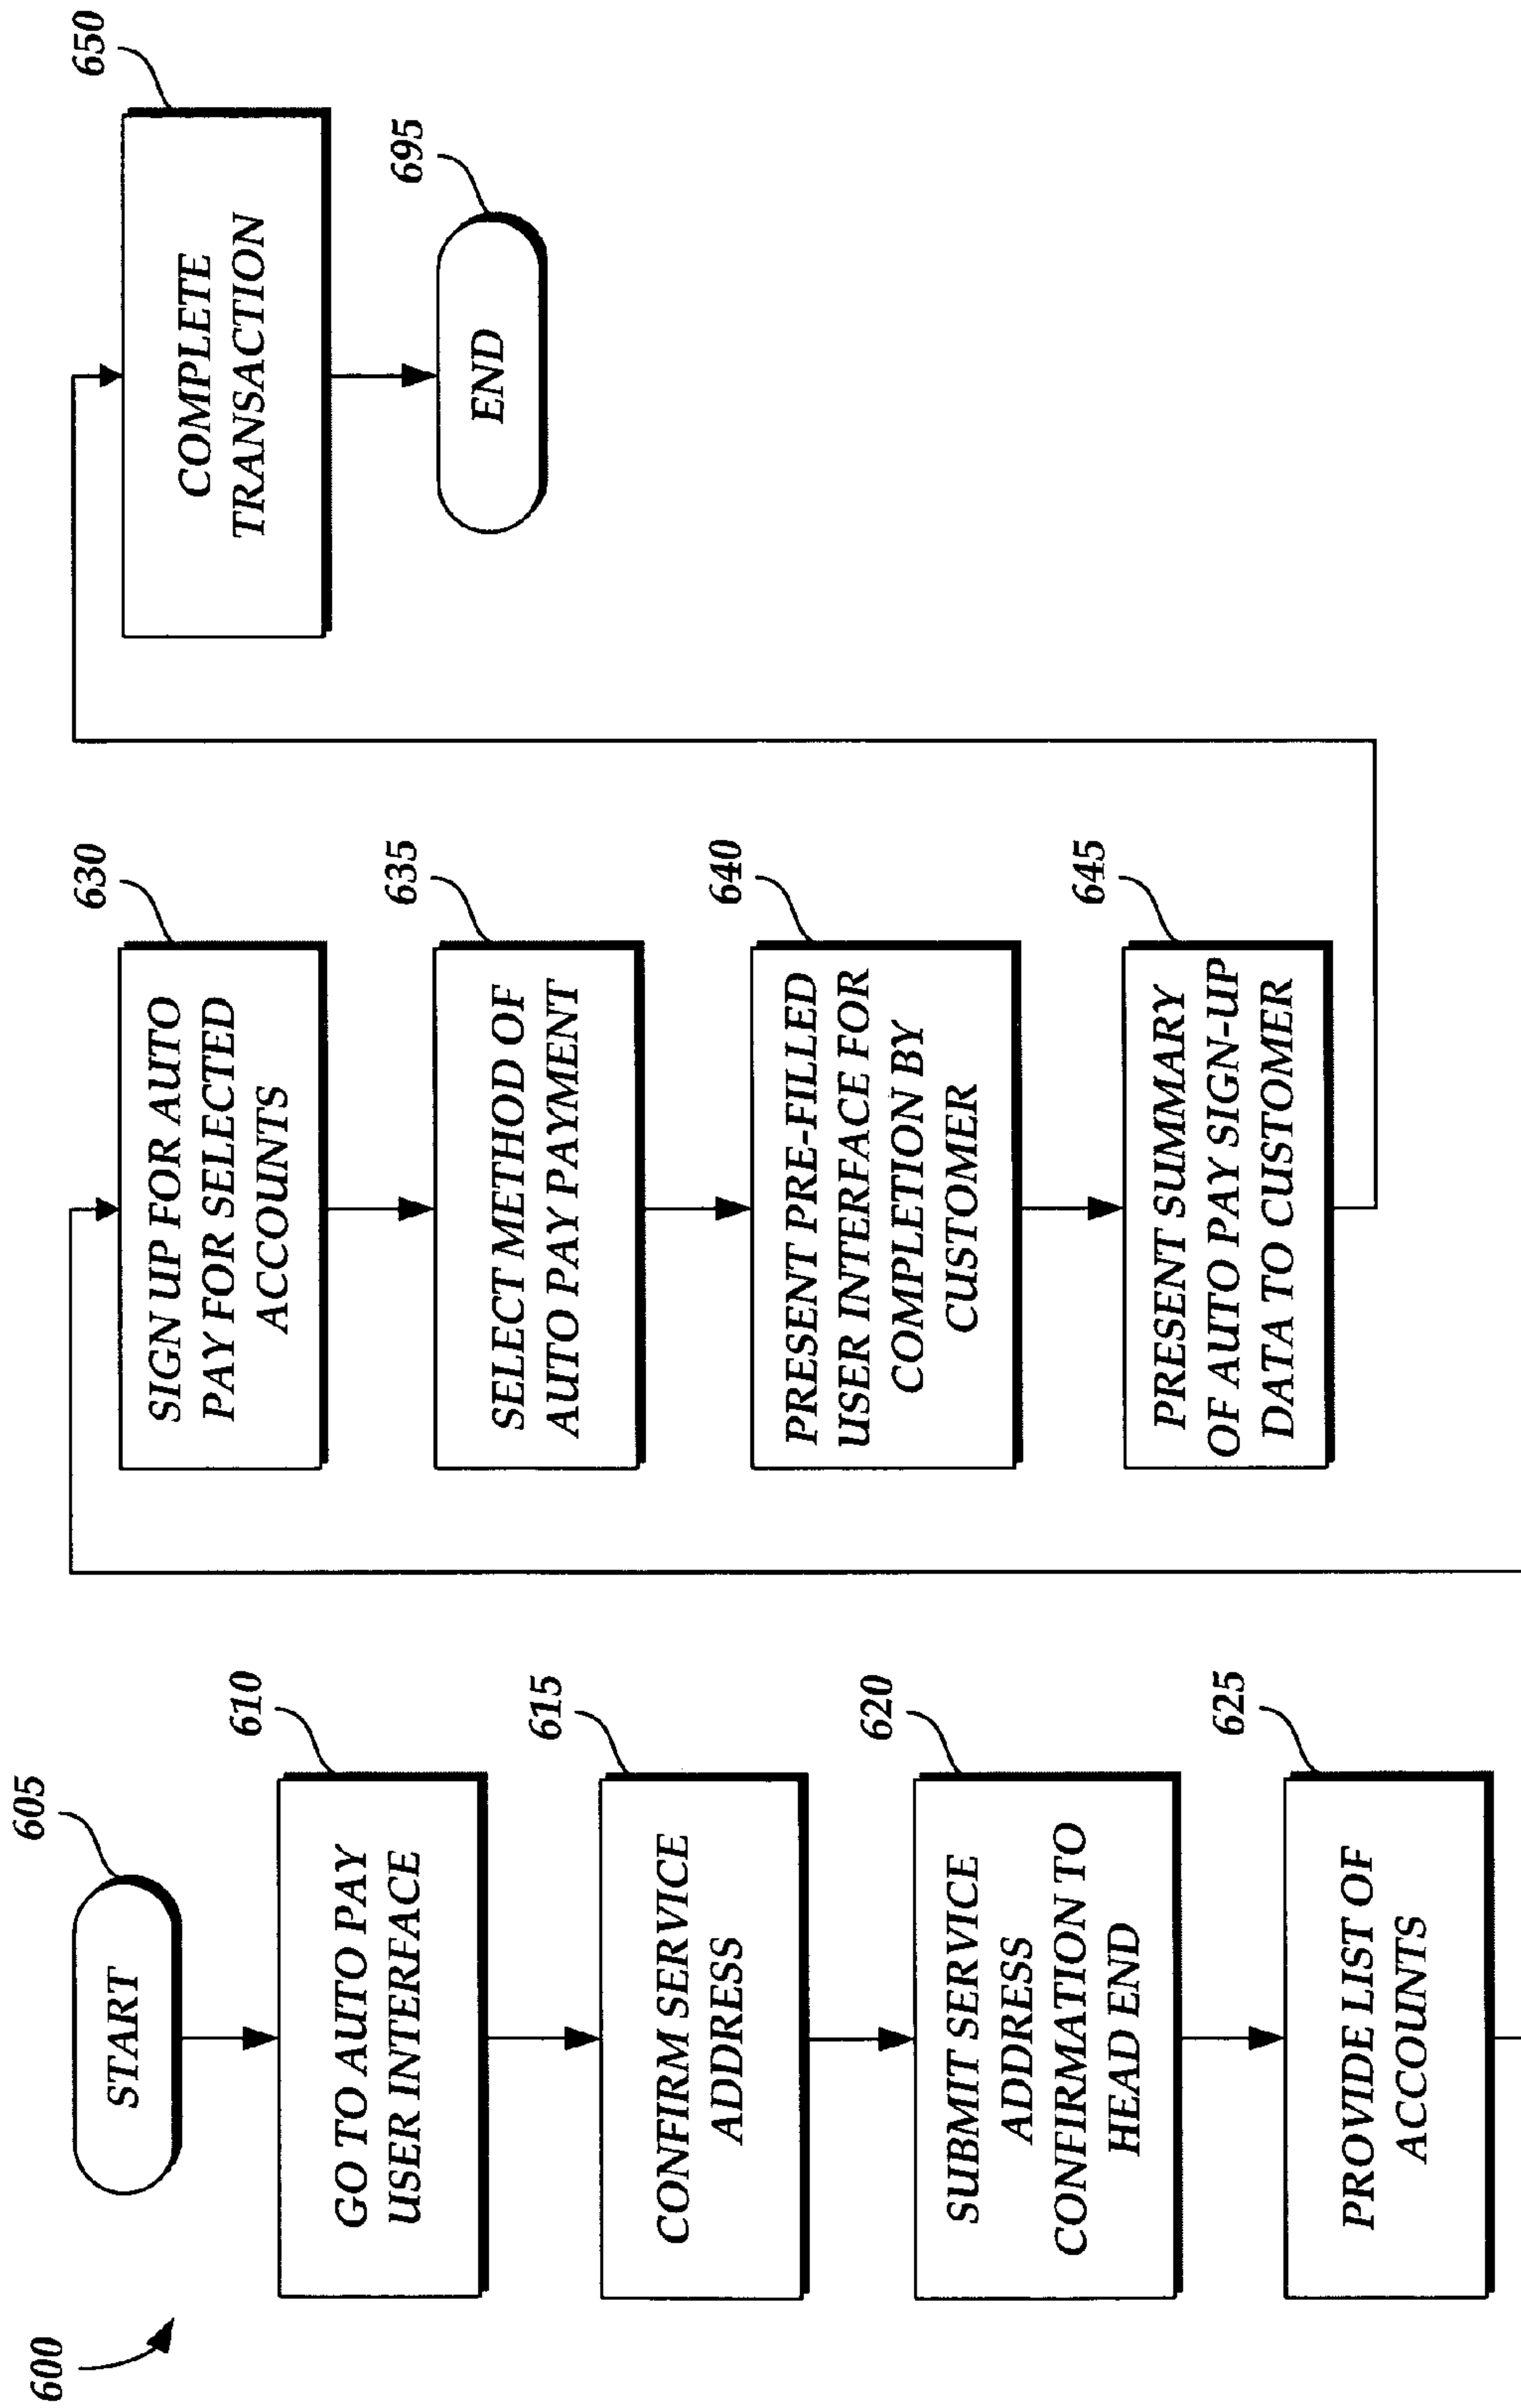 600
605
START
610
GO TO AUTO PAY
USER INTERFACE
615
CONFIRM SERVICE
ADDRESS
620
SUBMIT SERVICE
ADDRESS
CONFIRMATION TO
HEAD END
625
PROVIDE LIST OF
ACCOUNTS
630
SIGN UP FOR AUTO
PAY FOR SELECTED
ACCOUNTS
635
SELECT METHOD OF
AUTO PAY PAYMENT
640
PRESENT PRE-FILLED
USER INTERFACE FOR
COMPLETION BY
CUSTOMER
645
PRESENT SUMMARY
OF AUTO PAY SIGN-UP
DATA TO CUSTOMER
650
COMPLETE
TRANSACTION
695
END